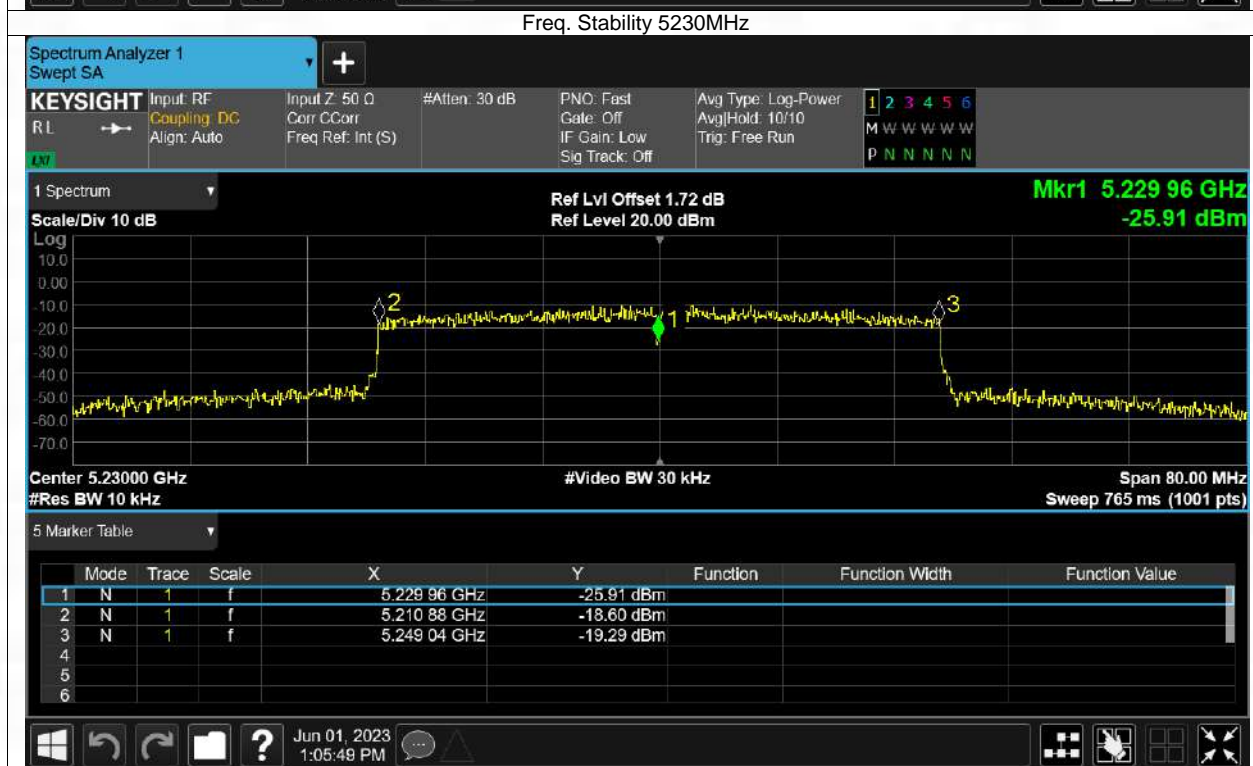 Freq. Stability 5230MHz
Spectrum Analyzer 1
Swept SA
+
KEYSIGHT
RL
LXI
Input: RF
Coupling: DC
Align: Auto
Input Z: 50 Ω
Corr CCorr
Freq Ref: Int (S)
#Atten: 30 dB
PNO: Fast
Gate: Off
IF Gain: Low
Sig Track: Off
Avg Type: Log-Power
Avg|Hold: 10/10
Trig: Free Run
1 2 3 4 5 6
M W W W W W
P N N N N N
1 Spectrum
Scale/Div 10 dB
Ref Lvl Offset 1.72 dB
Ref Level 20.00 dBm
Mkr1 5.229 96 GHz
-25.91 dBm
Log
10.0
0.00
-10.0
-20.0
-30.0
-40.0
-50.0
-60.0
-70.0
2
1
3
Center 5.23000 GHz
#Res BW 10 kHz
#Video BW 30 kHz
Span 80.00 MHz
Sweep 765 ms (1001 pts)
5 Marker Table
Mode Trace Scale X Y Function Function Width Function Value
1 N 1 f 5.229 96 GHz -25.91 dBm
2 N 1 f 5.210 88 GHz -18.60 dBm
3 N 1 f 5.249 04 GHz -19.29 dBm
4
5
6
?
Jun 01, 2023
1:05:49 PM